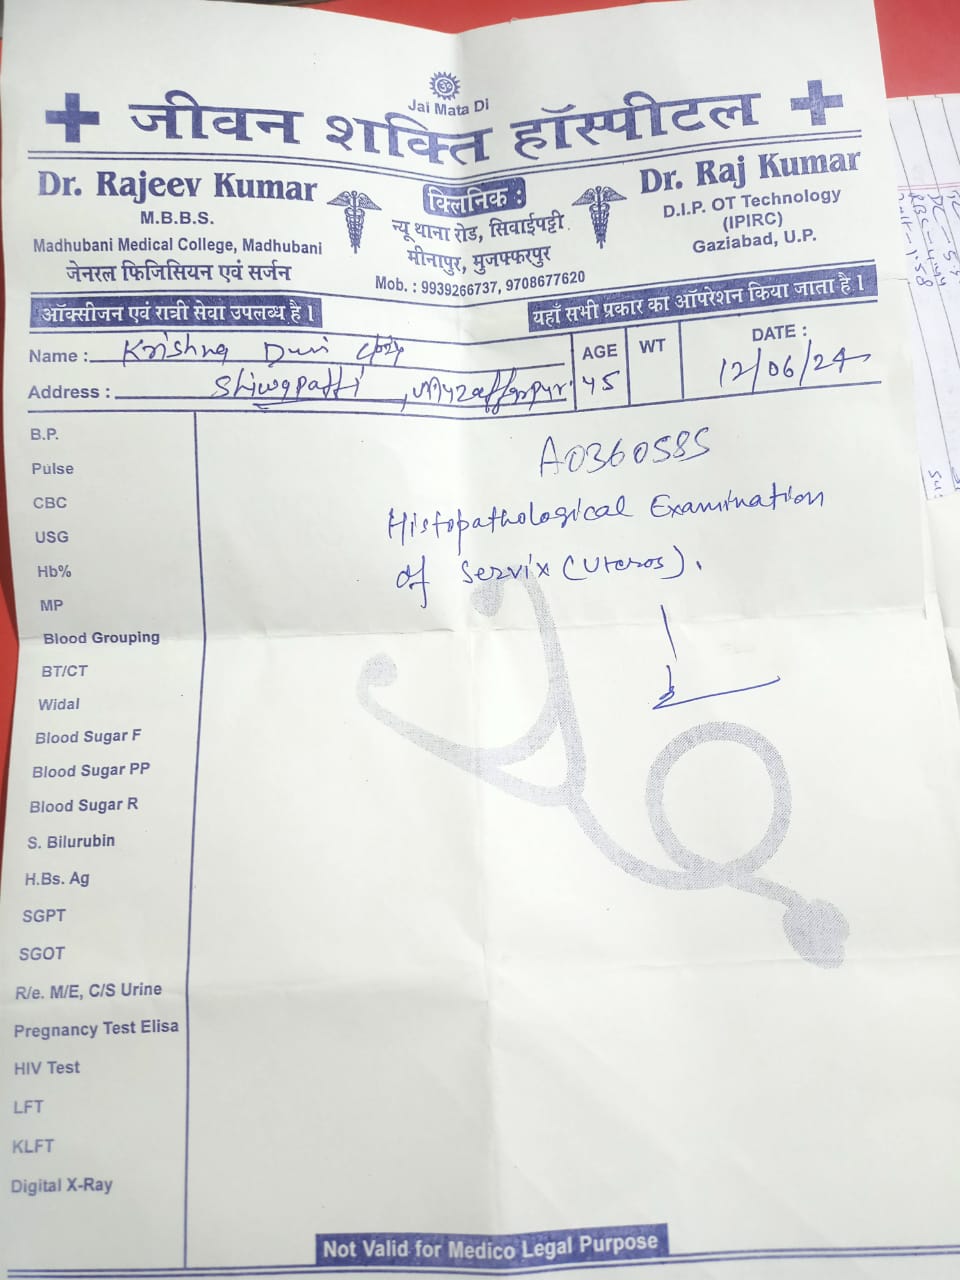 Jai Mata Di
जीवन शक्ति हॉस्पीटल
Dr. Rajeev Kumar
M.B.B.S.
Madhubani Medical College, Madhubani
जेनरल फिजिसियन एवं सर्जन
क्लिनिक :
न्यू थाना रोड, सिवाईपट्टी
मीनापुर, मुजफ्फरपुर
Mob. : 9939266737, 9708677620
Dr. Raj Kumar
D.I.P. OT Technology
(IPIRC)
Gaziabad, U.P.
ऑक्सीजन एवं रात्री सेवा उपलब्ध है।
यहाँ सभी प्रकार का ऑपरेशन किया जाता है।
Name : Krishna Devi
AGE 45
WT
DATE : 12/06/24
Address : Shiwapatti, Muzaffarpur
B.P.
Pulse
CBC
USG
Hb%
MP
Blood Grouping
BT/CT
Widal
Blood Sugar F
Blood Sugar PP
Blood Sugar R
S. Bilurubin
H.Bs. Ag
SGPT
SGOT
R/e. M/E, C/S Urine
Pregnancy Test Elisa
HIV Test
LFT
KLFT
Digital X-Ray
A0360585
Histopathological Examination
of Servix (Uteros).
Not Valid for Medico Legal Purpose